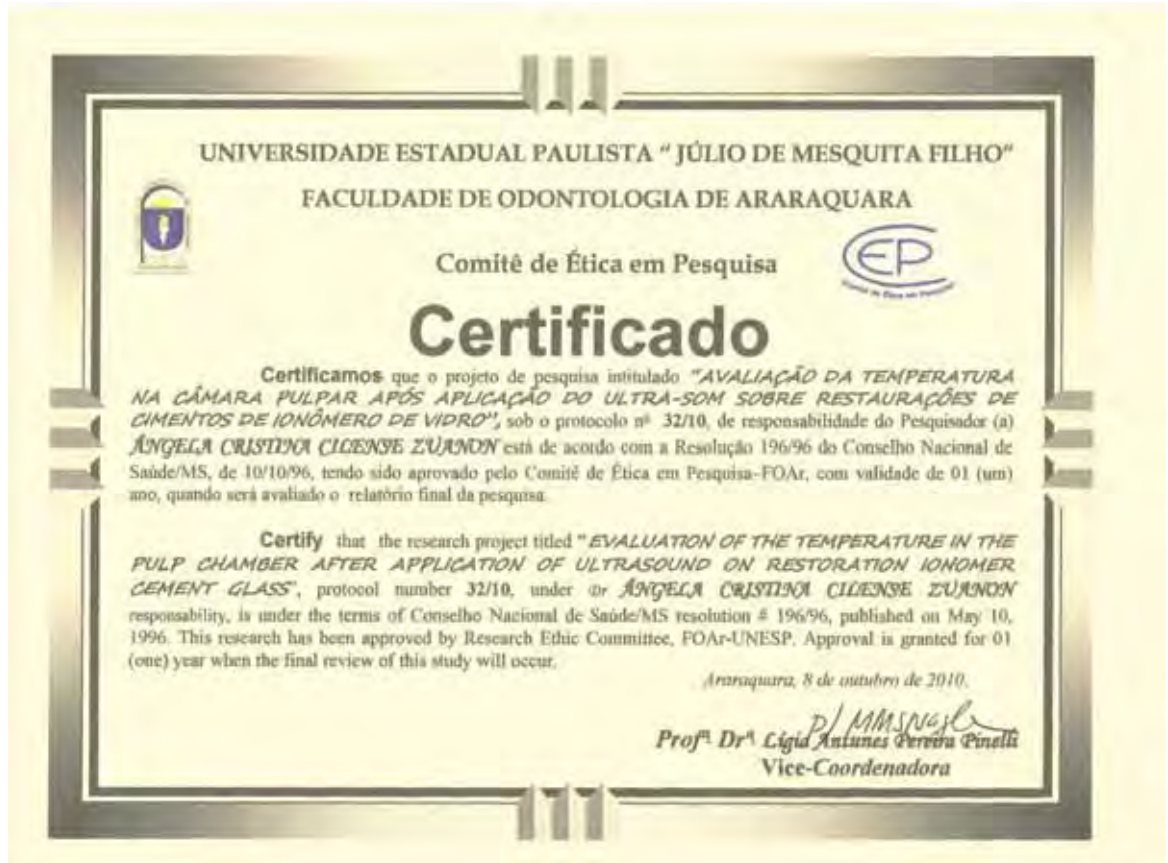 UNIVERSIDADE ESTADUAL PAULISTA " JÚLIO DE MESQUITA FILHO"
FACULDADE DE ODONTOLOGIA DE ARARAQUARA
Comitê de Ética em Pesquisa
CEP
Comitê de Ética em Pesquisa
Certificado
Certificamos que o projeto de pesquisa intitulado "AVALIAÇÃO DA TEMPERATURA
NA CÂMARA PULPAR APÓS APLICAÇÃO DO ULTRA-SOM SOBRE RESTAURAÇÕES DE
CIMENTOS DE IONÔMERO DE VIDRO", sob o protocolo nº 32/10, de responsabilidade do Pesquisador (a)
ÂNGELA CRISTINA CILENSE ZUANON está de acordo com a Resolução 196/96 do Conselho Nacional de
Saúde/MS, de 10/10/96, tendo sido aprovado pelo Comitê de Ética em Pesquisa-FOAr, com validade de 01 (um)
ano, quando será avaliado o relatório final da pesquisa.
Certify that the research project titled "EVALUATION OF THE TEMPERATURE IN THE
PULP CHAMBER AFTER APPLICATION OF ULTRASOUND ON RESTORATION IONOMER
CEMENT GLASS", protocol number 32/10, under Dr ÂNGELA CRISTINA CILENSE ZUANON
responsability, is under the terms of Conselho Nacional de Saúde/MS resolution # 196/96, published on May 10,
1996. This research has been approved by Research Ethic Committee, FOAr-UNESP. Approval is granted for 01
(one) year when the final review of this study will occur.
Araraquara, 8 de outubro de 2010.
Profª Drª Lígia Antunes Pereira Pinelli
Vice-Coordenadora